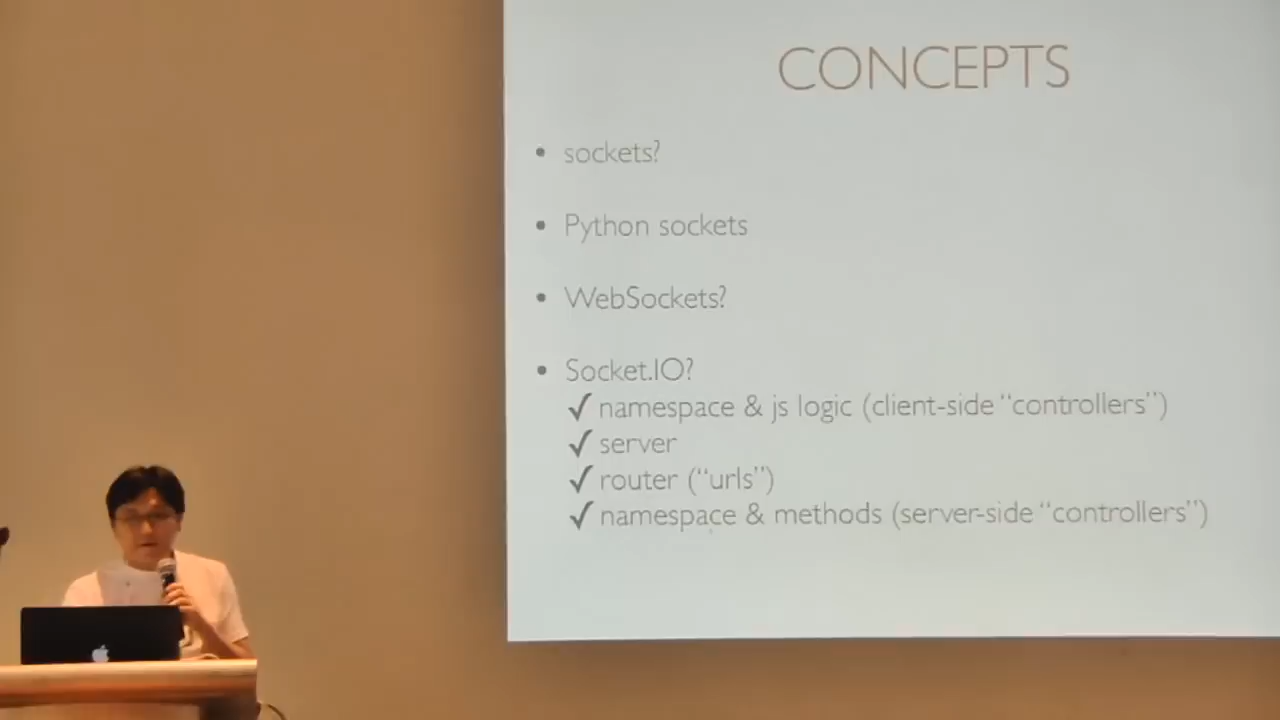 CONCEPTS
• sockets?
• Python sockets
• WebSockets?
• Socket.IO?
✓ namespace & js logic (client-side “controllers”)
✓ server
✓ router (“urls”)
✓ namespace & methods (server-side “controllers”)